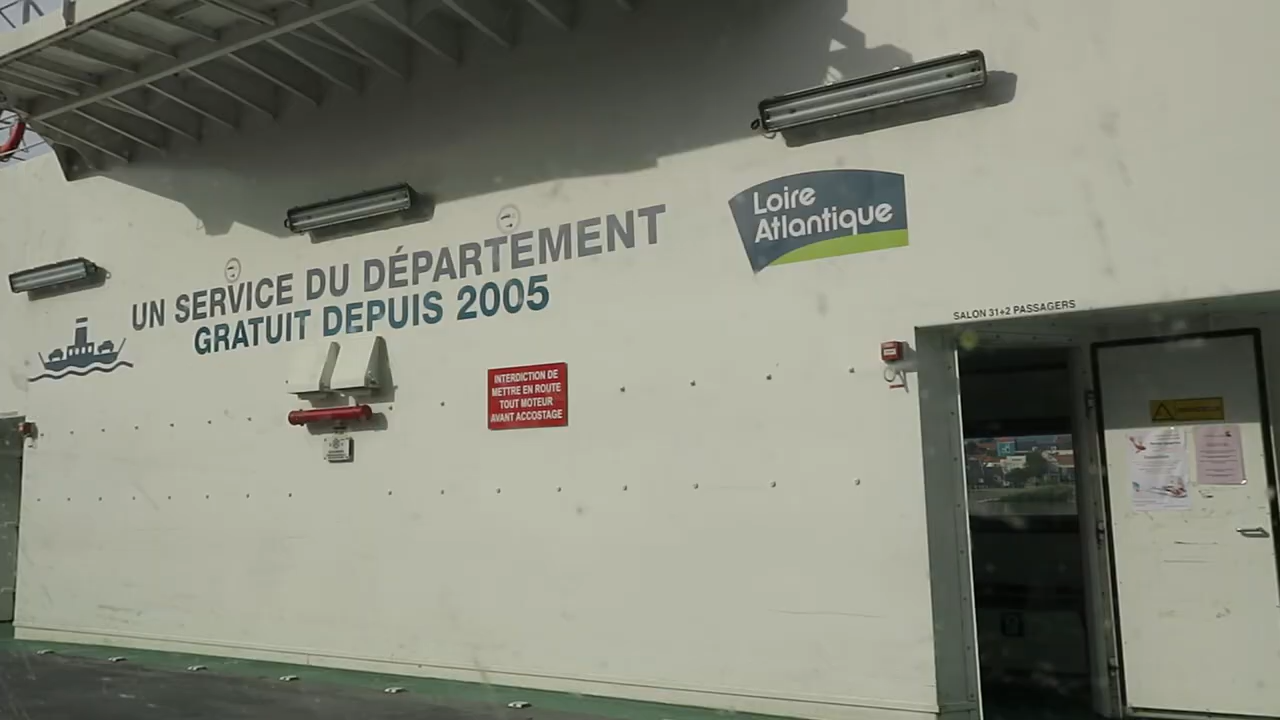 UN SERVICE DU DÉPARTEMENT
GRATUIT DEPUIS 2005
Loire
Atlantique
INTERDICTION DE
METTRE EN ROUTE
TOUT MOTEUR
AVANT ACCOSTAGE
SALON 31+2 PASSAGERS